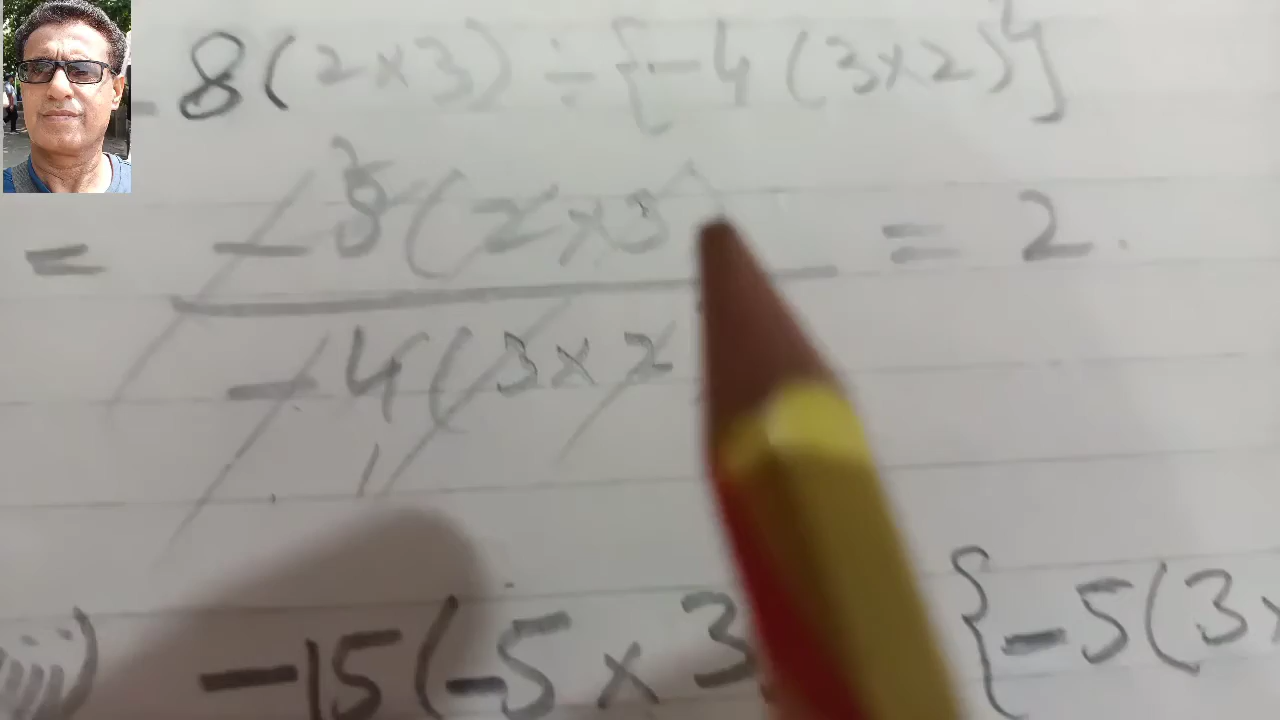 - 8 (2 × 3) ÷ {-4 (3 × 2)}
= -8 (2 × 3 = 2.
-4 (3 × 2
1
iii) -15 (-5 × 3 {-5 (3 ×